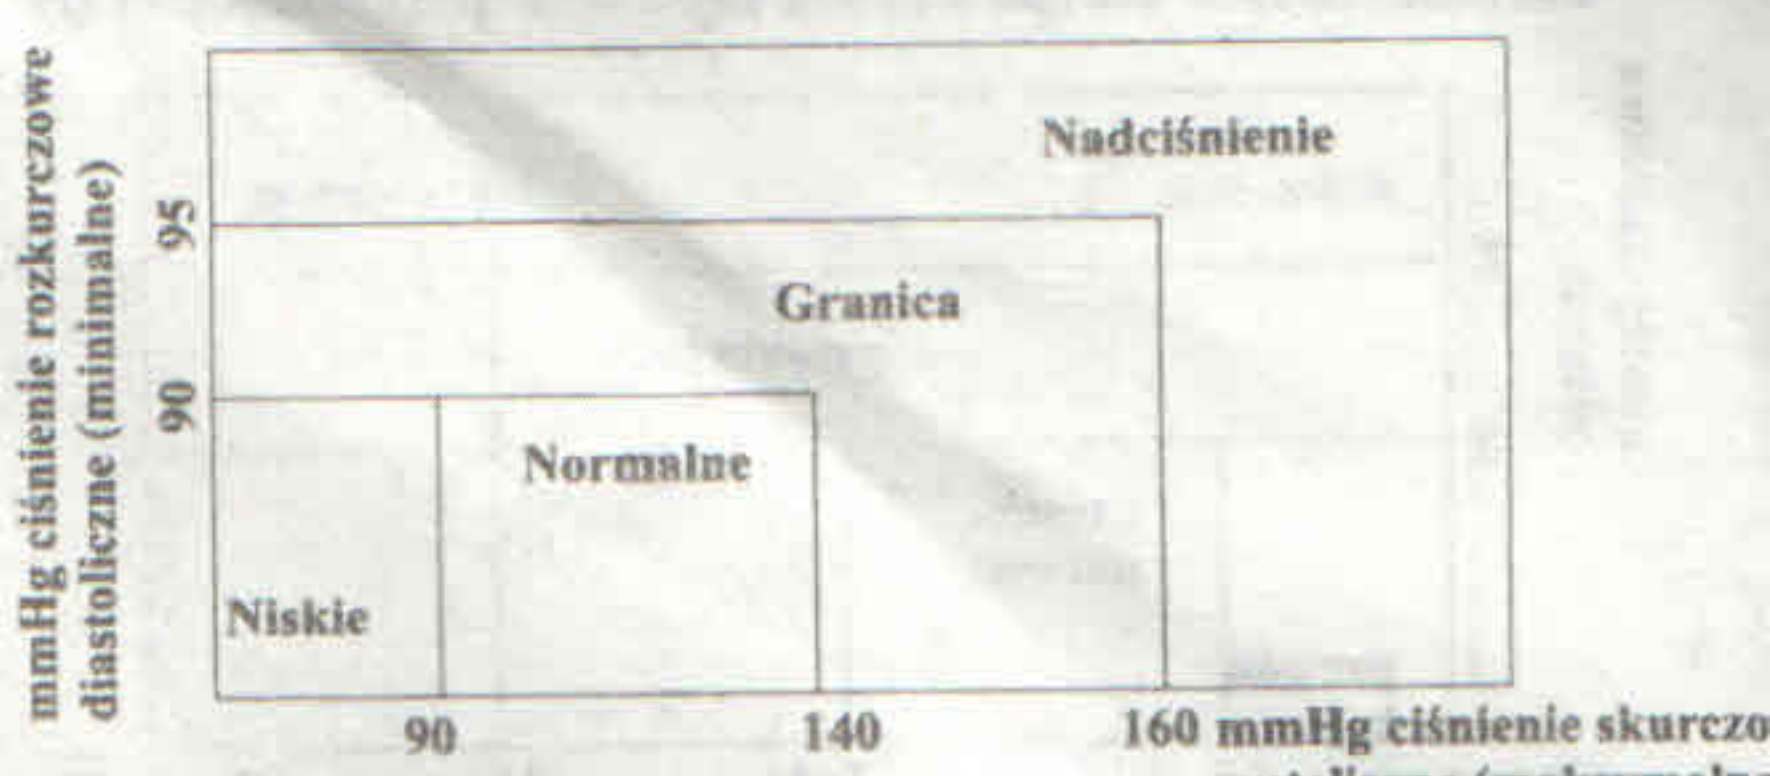 mmHg ciśnienie rozkurczowe
diastoliczne (minimalne)
95
90
Nadciśnienie
Granica
Normalne
Niskie
90 140 160 mmHg ciśnienie skurczo